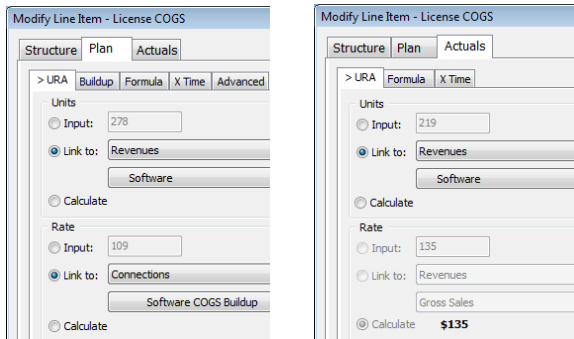 Modify Line Item - License COGS
Structure Plan Actuals
> URA Buildup Formula X Time Advanced
Units
Input: 278
Link to: Revenues
Software
Calculate
Rate
Input: 109
Link to: Connections
Software COGS Buildup
Calculate
Modify Line Item - License COGS
Structure Plan Actuals
> URA Formula X Time
Units
Input: 219
Link to: Revenues
Software
Calculate
Rate
Input: 135
Link to: Revenues
Gross Sales
Calculate $135